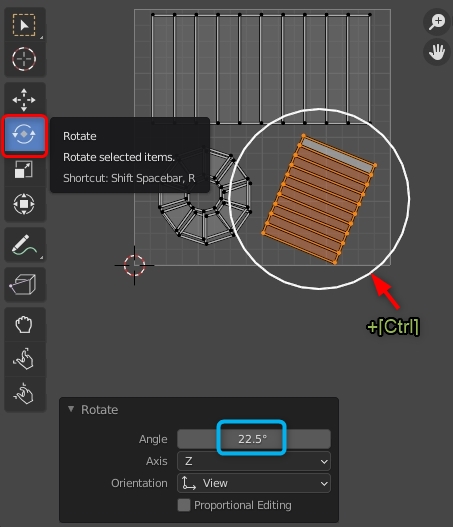 Rotate
Rotate selected items.
Shortcut: Shift Spacebar, R
+[Ctrl]
Rotate
Angle 22.5°
Axis Z
Orientation View
Proportional Editing